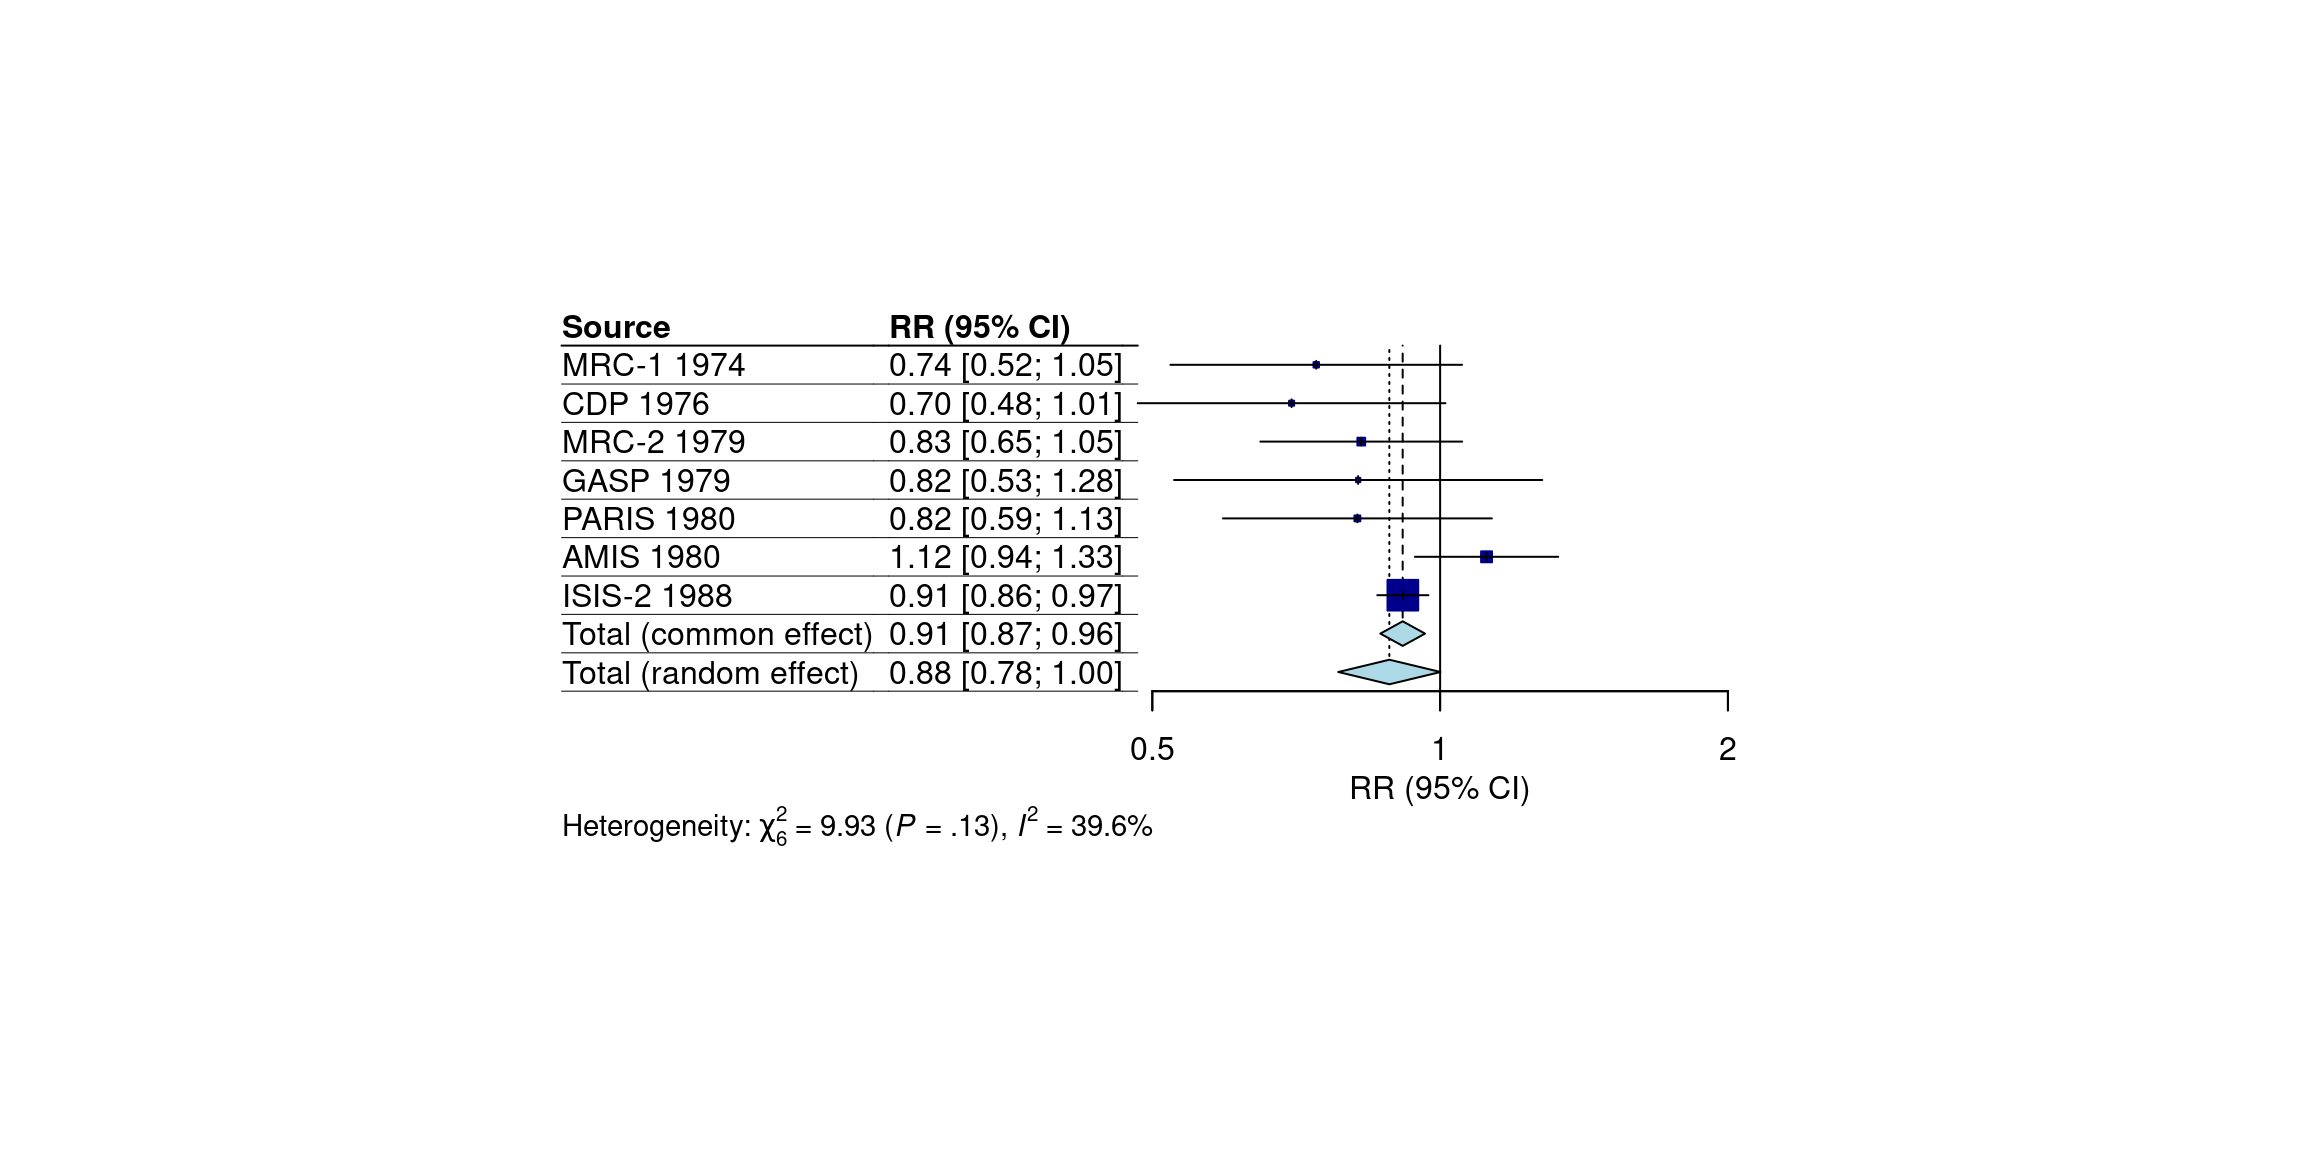 Source RR (95% CI)
MRC-1 1974 0.74 [0.52; 1.05]
CDP 1976 0.70 [0.48; 1.01]
MRC-2 1979 0.83 [0.65; 1.05]
GASP 1979 0.82 [0.53; 1.28]
PARIS 1980 0.82 [0.59; 1.13]
AMIS 1980 1.12 [0.94; 1.33]
ISIS-2 1988 0.91 [0.86; 0.97]
Total (common effect) 0.91 [0.87; 0.96]
Total (random effect) 0.88 [0.78; 1.00]
0.5 1 2
RR (95% CI)
Heterogeneity: χ²₆ = 9.93 (P = .13), I² = 39.6%